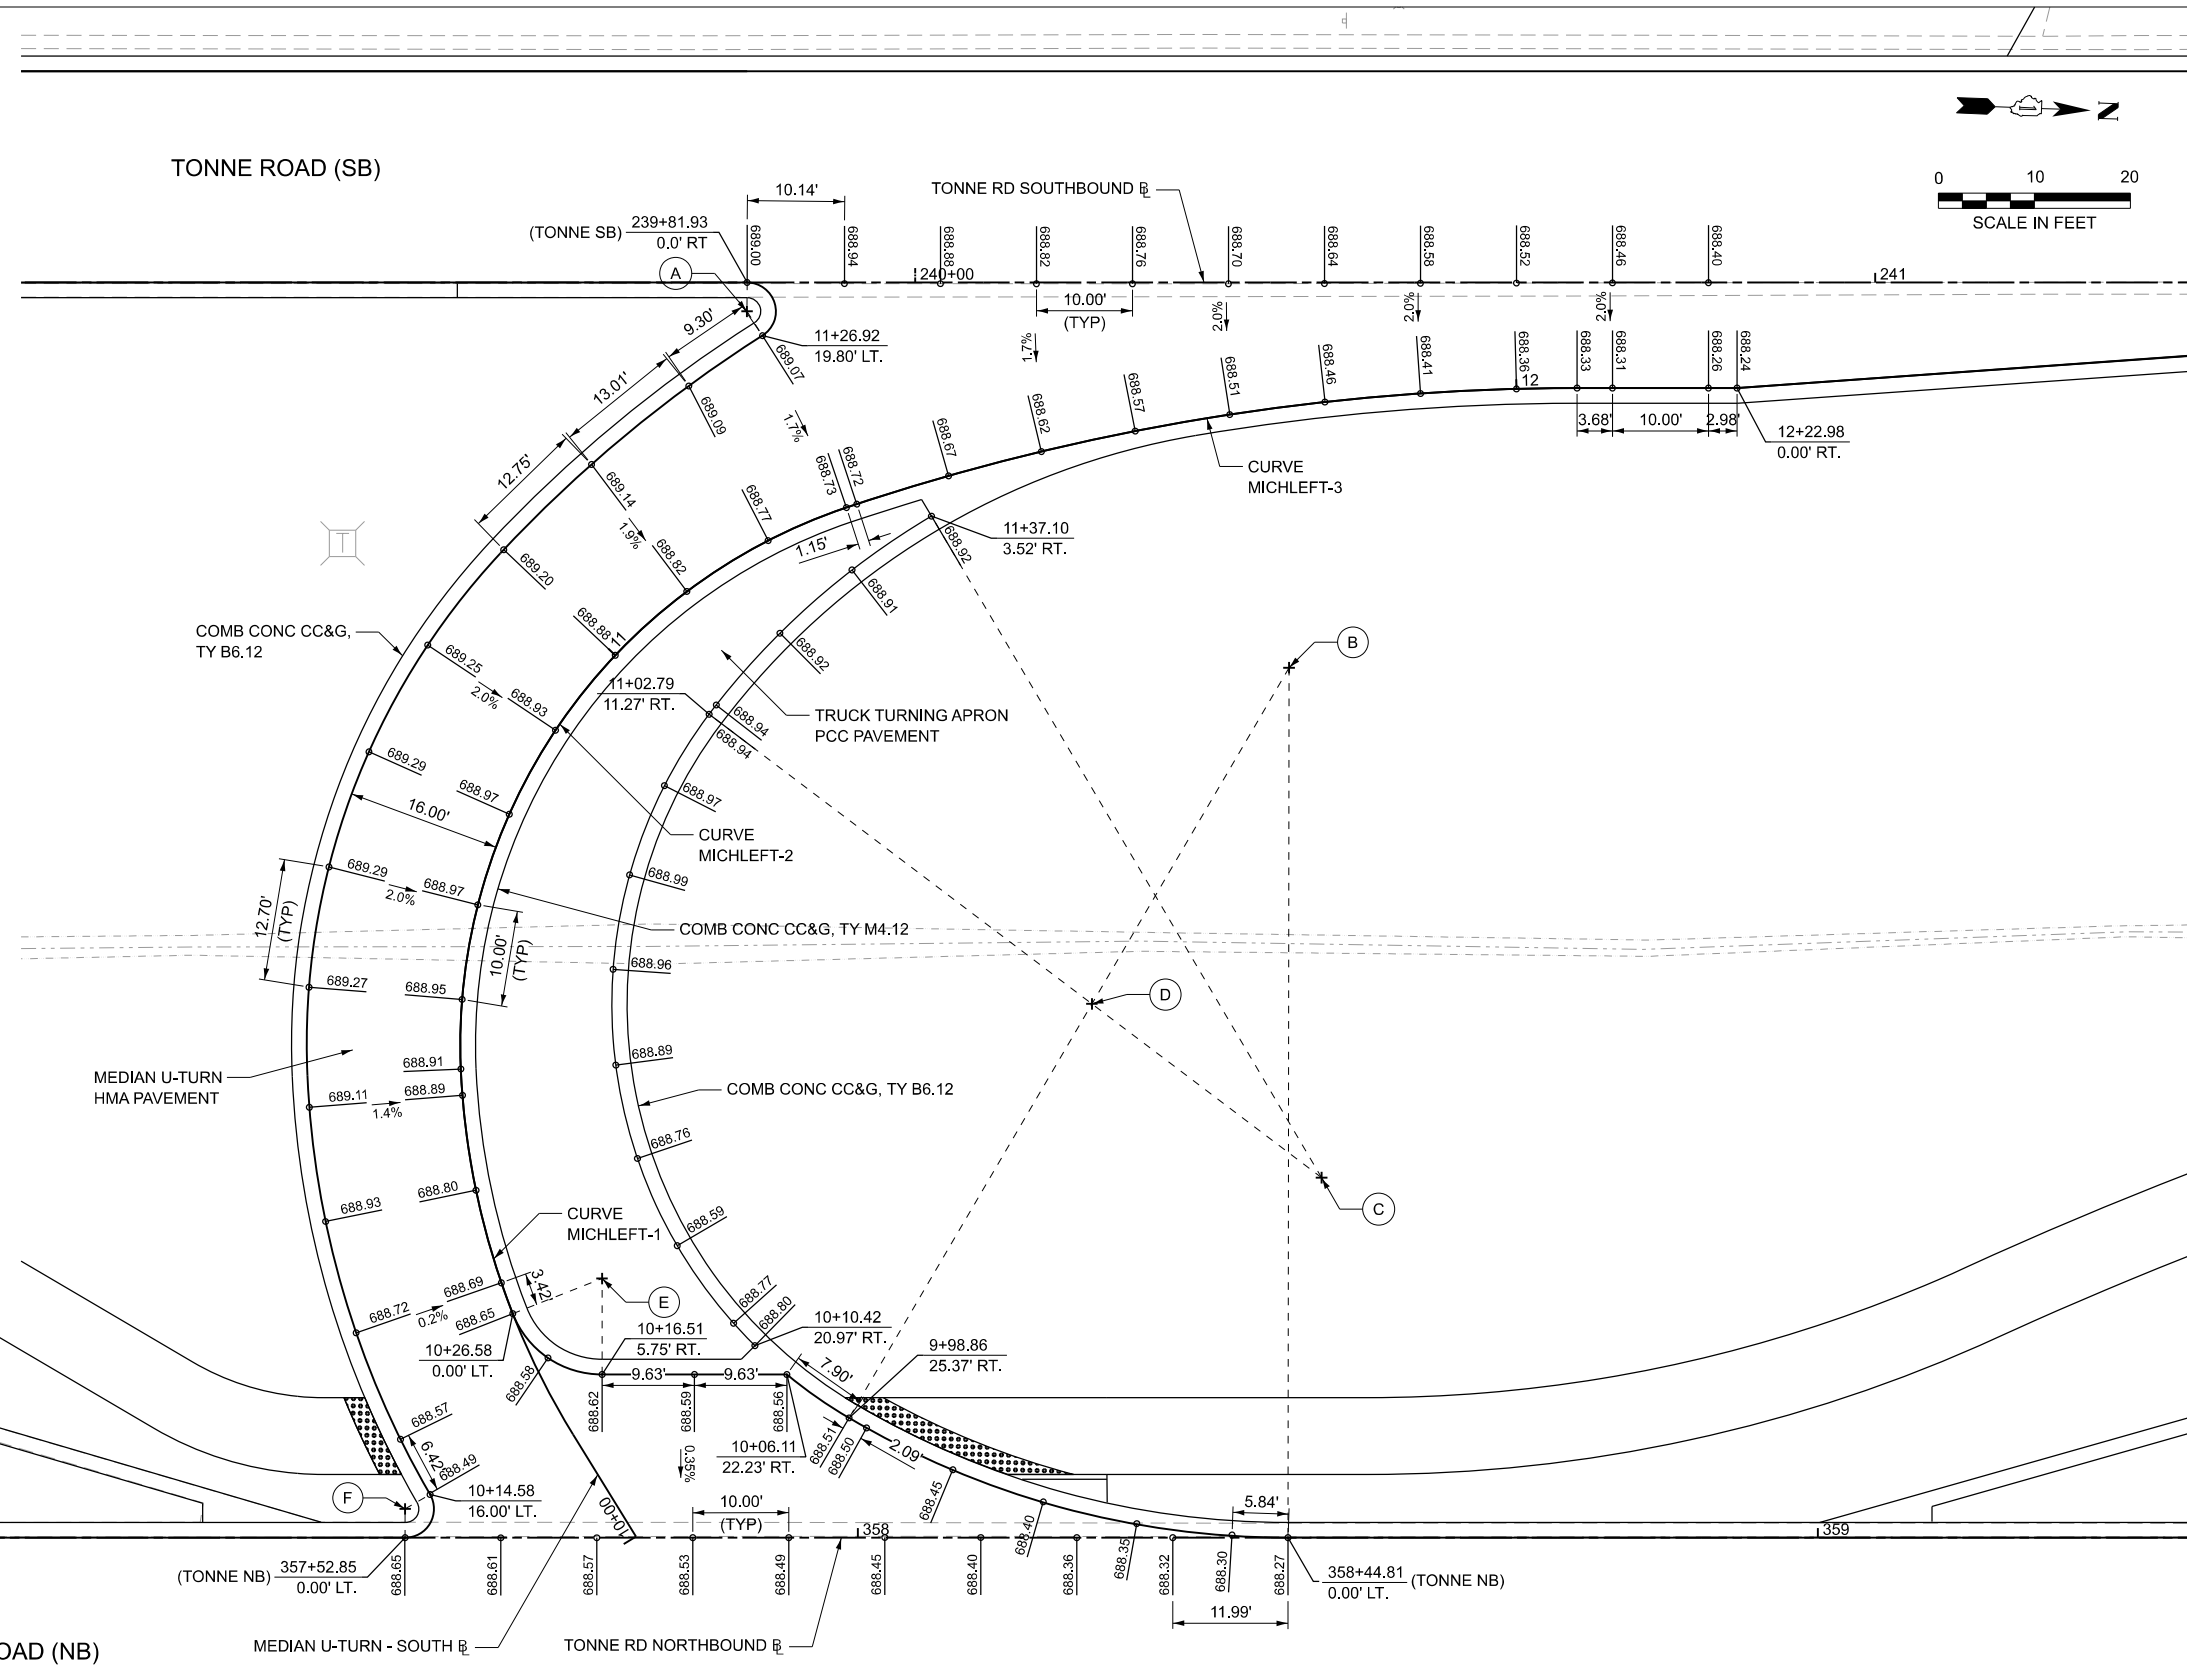 N
TONNE ROAD (SB)
0 10 20
SCALE IN FEET
10.14'
TONNE RD SOUTHBOUND
(TONNE SB) 239+81.93
0.0' RT
A
689.00
688.94
688.88
688.82
688.76
688.70
688.64
688.58
688.52
688.46
688.40
240+00
241
10.00'
(TYP)
1.7%
2.0%
2.0%
2.0%
9.30'
11+26.92
19.80' LT.
689.07
13.01'
689.09
12.75'
689.14
1.9%
1.7%
688.82
688.77
688.73
688.72
688.67
688.62
688.57
688.51
688.46
688.41
688.36
12
688.33
688.31
688.26
688.24
3.68'
10.00'
2.98'
12+22.98
0.00' RT.
CURVE
MICHLEFT-3
1.15'
11+37.10
3.52' RT.
688.92
688.91
688.92
T
689.20
COMB CONC CC&G,
TY B6.12
688.88
11
B
689.25
2.0%
688.93
11+02.79
11.27' RT.
688.94
688.94
TRUCK TURNING APRON
PCC PAVEMENT
689.29
688.97
688.97
16.00'
CURVE
MICHLEFT-2
689.29
2.0%
688.97
688.99
12.70'
(TYP)
10.00'
(TYP)
COMB CONC CC&G, TY M4.12
688.96
689.27
688.95
D
MEDIAN U-TURN
HMA PAVEMENT
688.91
688.89
688.89
689.11
1.4%
COMB CONC CC&G, TY B6.12
688.76
688.80
688.93
C
CURVE
MICHLEFT-1
688.59
688.69
3.42'
E
688.72
0.2%
688.65
688.77
688.80
10+16.51
5.75' RT.
10+10.42
20.97' RT.
10+26.58
0.00' LT.
9+98.86
25.37' RT.
7.90'
688.58
9.63'
9.63'
688.62
688.59
688.56
688.57
6.42'
688.49
0.35%
10+06.11
22.23' RT.
688.51
688.50
2.09'
688.45
F
10+14.58
16.00' LT.
10+00
10.00'
(TYP)
5.84'
358
359
688.40
688.35
(TONNE NB) 357+52.85
0.00' LT.
688.65
688.61
688.57
688.53
688.49
688.45
688.40
688.36
688.32
688.30
688.27
358+44.81 (TONNE NB)
0.00' LT.
11.99'
OAD (NB)
MEDIAN U-TURN - SOUTH
TONNE RD NORTHBOUND